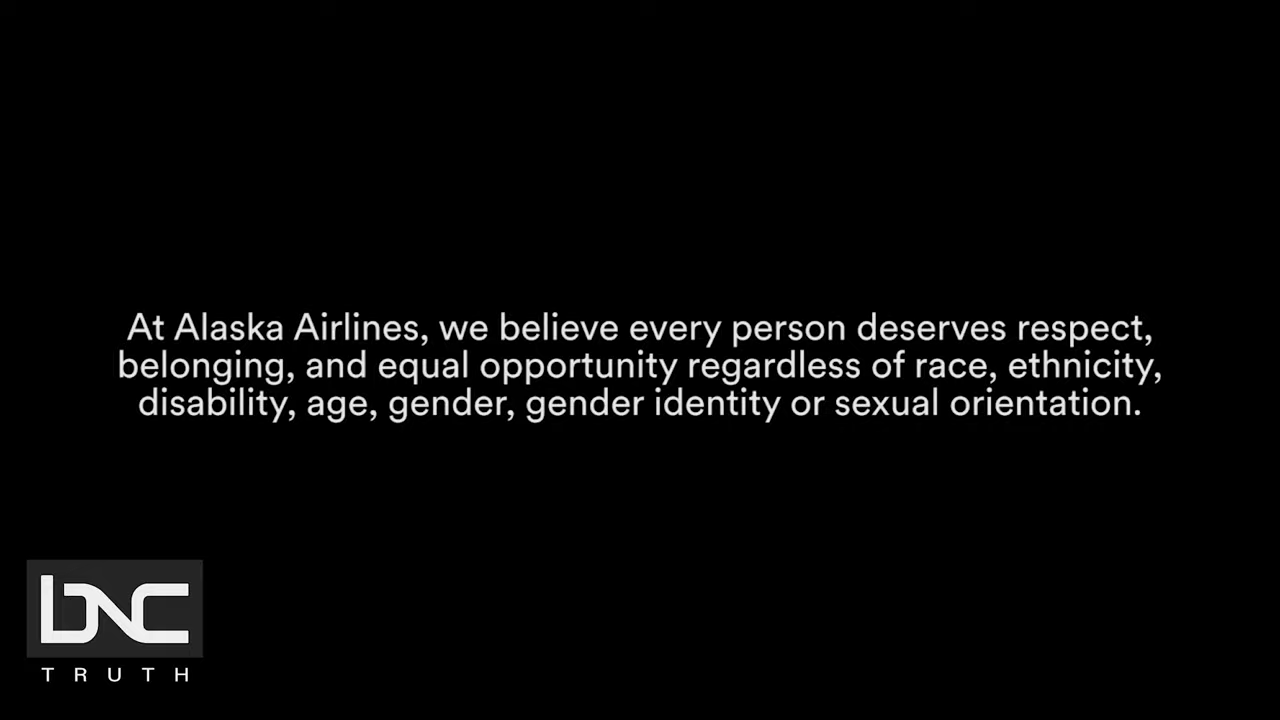 At Alaska Airlines, we believe every person deserves respect,
belonging, and equal opportunity regardless of race, ethnicity,
disability, age, gender, gender identity or sexual orientation.
bnc
TRUTH